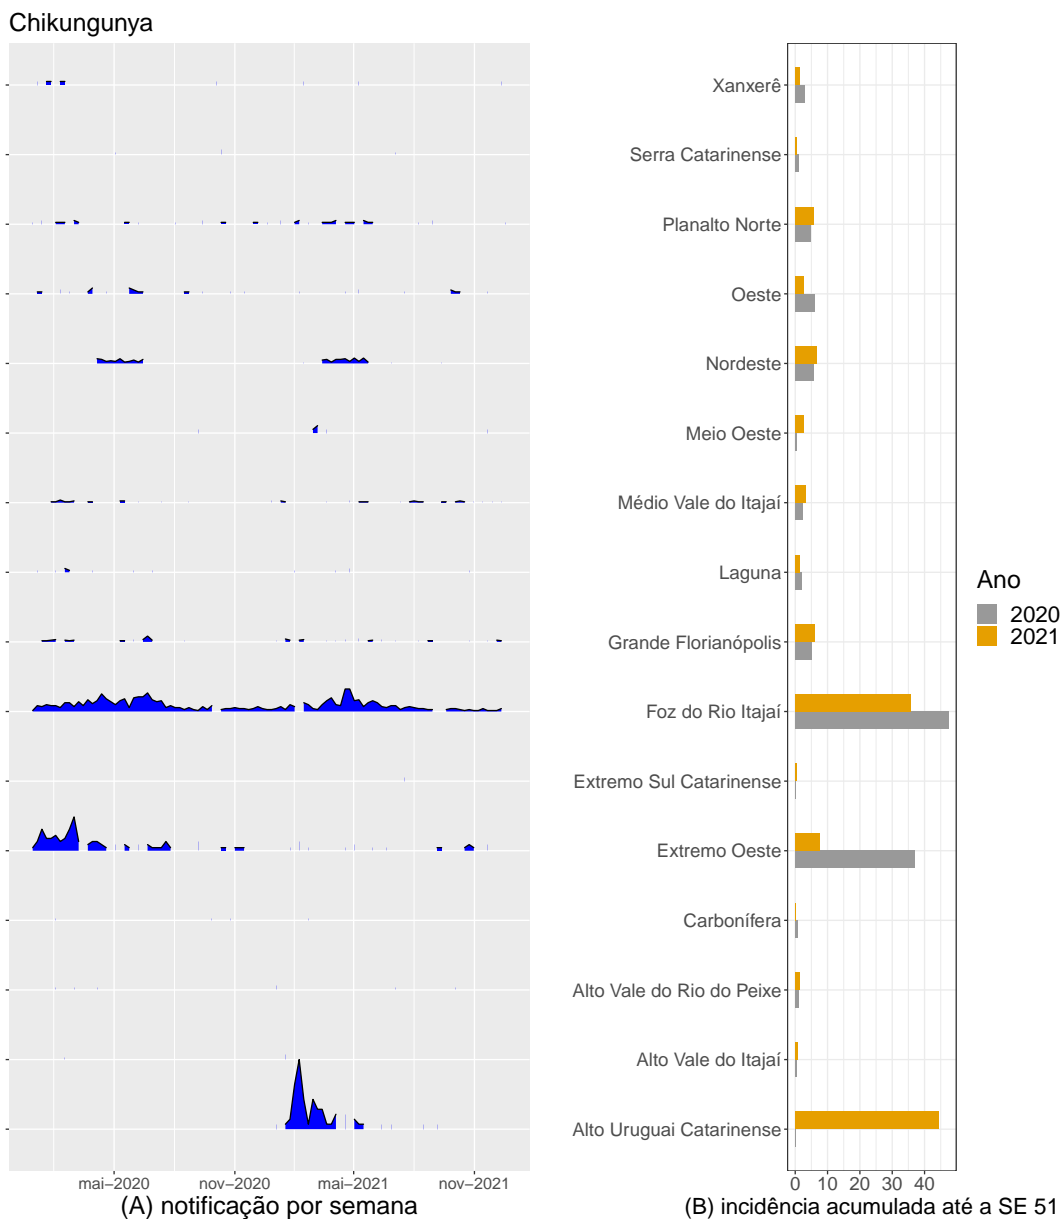 Chikungunya
Xanxerê
Serra Catarinense
Planalto Norte
Oeste
Nordeste
Meio Oeste
Médio Vale do Itajaí
Laguna
Grande Florianópolis
Foz do Rio Itajaí
Extremo Sul Catarinense
Extremo Oeste
Carbonífera
Alto Vale do Rio do Peixe
Alto Vale do Itajaí
Alto Uruguai Catarinense
Ano
2020
2021
mai−2020 nov−2020 mai−2021 nov−2021
(A) notificação por semana
0 10 20 30 40
(B) incidência acumulada até a SE 51